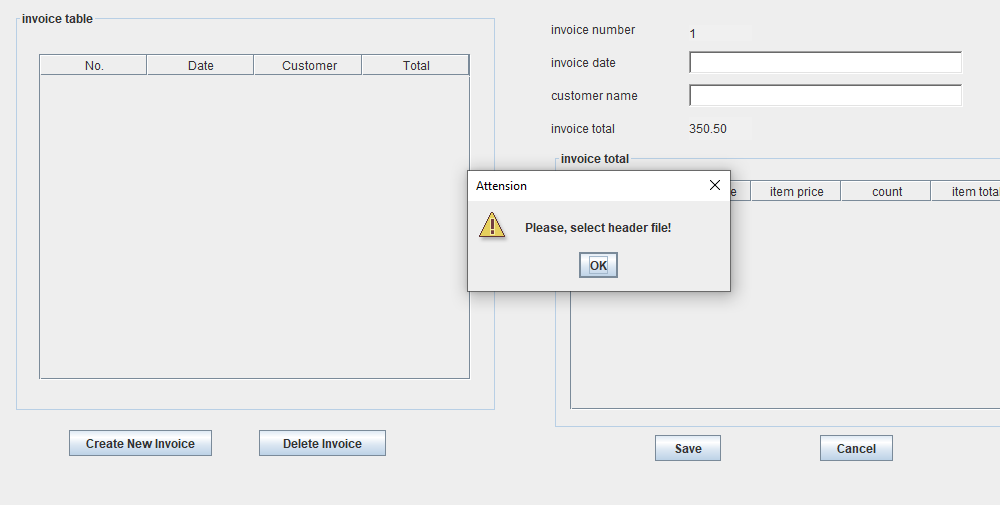 invoice table
No. Date Customer Total
Create New Invoice Delete Invoice
invoice number 1
invoice date
customer name
invoice total 350.50
invoice total
item price count item total
Attension
Please, select header file!
OK
Save Cancel